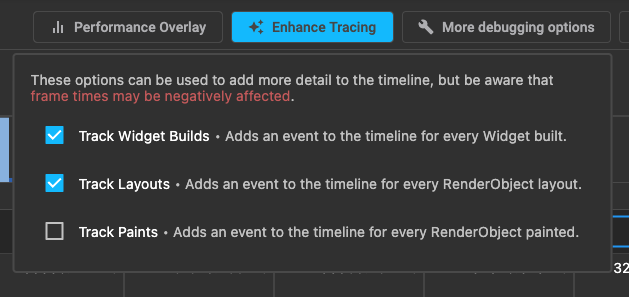 Performance Overlay
Enhance Tracing
More debugging options
These options can be used to add more detail to the timeline, but be aware that
frame times may be negatively affected.
Track Widget Builds • Adds an event to the timeline for every Widget built.
Track Layouts • Adds an event to the timeline for every RenderObject layout.
Track Paints • Adds an event to the timeline for every RenderObject painted.
32